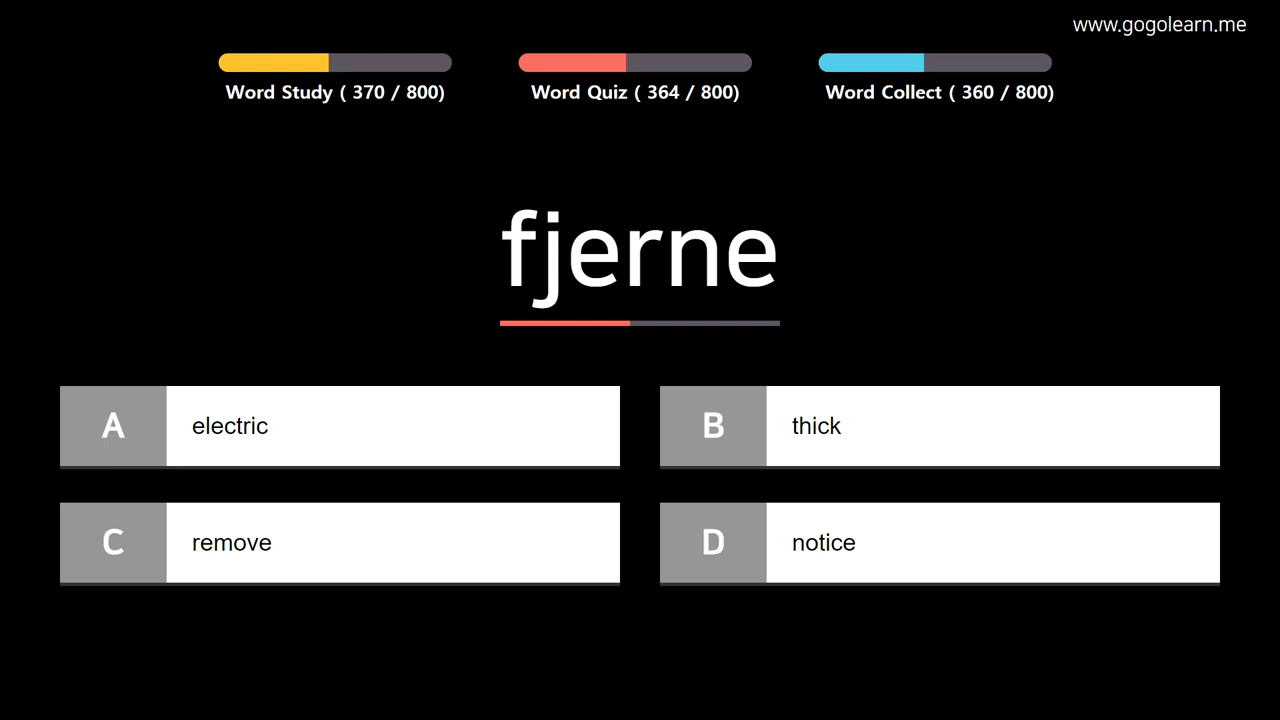 www.gogolearn.me
Word Study ( 370 / 800)
Word Quiz ( 364 / 800)
Word Collect ( 360 / 800)
fjerne
A electric
B thick
C remove
D notice